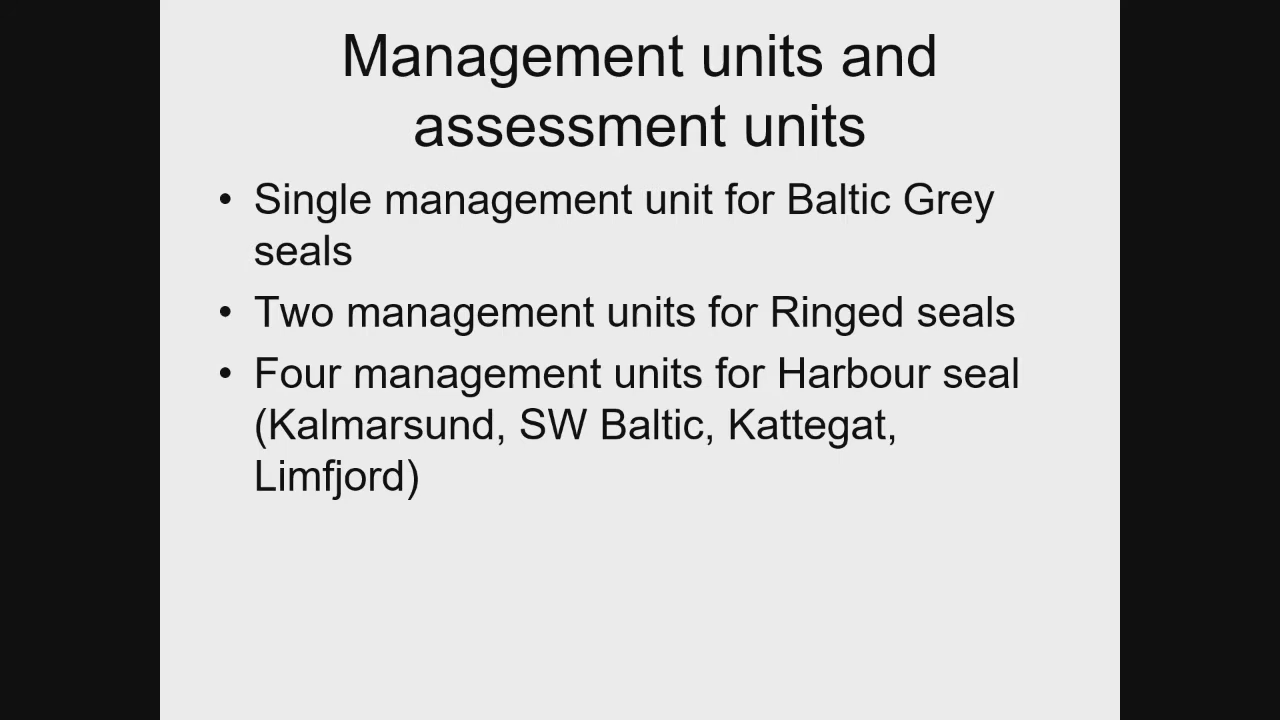 Management units and
assessment units
• Single management unit for Baltic Grey
seals
• Two management units for Ringed seals
• Four management units for Harbour seal
(Kalmarsund, SW Baltic, Kattegat,
Limfjord)